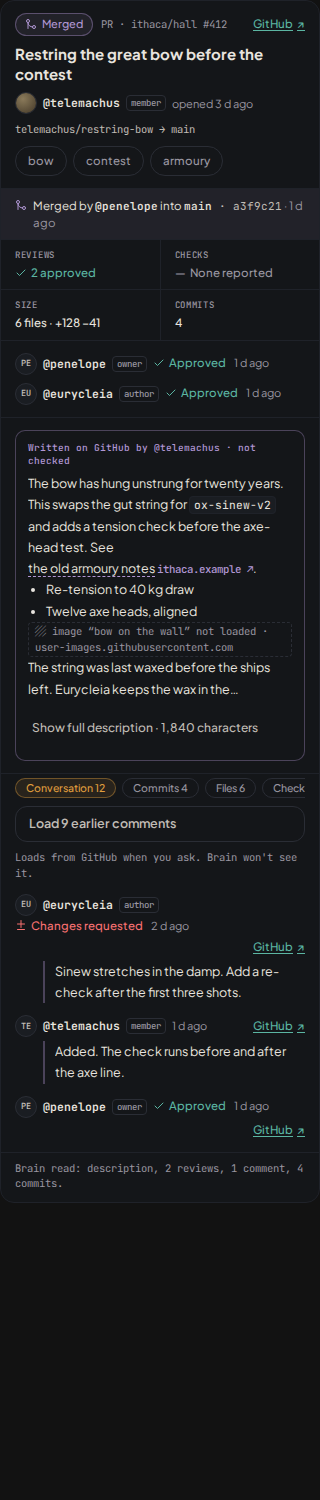 Merged PR · ithaca/hall #412 GitHub ↗
Restring the great bow before the
contest
@telemachus member opened 3 d ago
telemachus/restring-bow → main
bow contest armoury
Merged by @penelope into main · a3f9c21 · 1 d
ago
REVIEWS CHECKS
✓ 2 approved — None reported
SIZE COMMITS
6 files · +128 −41 4
PE @penelope owner ✓ Approved 1 d ago
EU @eurycleia author ✓ Approved 1 d ago
Written on GitHub by @telemachus · not
checked
The bow has hung unstrung for twenty years.
This swaps the gut string for ox-sinew-v2
and adds a tension check before the axe-
head test. See
the old armoury notes ithaca.example ↗.
• Re-tension to 40 kg draw
• Twelve axe heads, aligned
image “bow on the wall” not loaded ·
user-images.githubusercontent.com
The string was last waxed before the ships
left. Eurycleia keeps the wax in the…
Show full description · 1,840 characters
Conversation 12 Commits 4 Files 6 Check
Load 9 earlier comments
Loads from GitHub when you ask. Brain won't see
it.
EU @eurycleia author
± Changes requested 2 d ago
GitHub ↗
Sinew stretches in the damp. Add a re-
check after the first three shots.
TE @telemachus member 1 d ago GitHub ↗
Added. The check runs before and after
the axe line.
PE @penelope owner ✓ Approved 1 d ago
GitHub ↗
Brain read: description, 2 reviews, 1 comment, 4
commits.